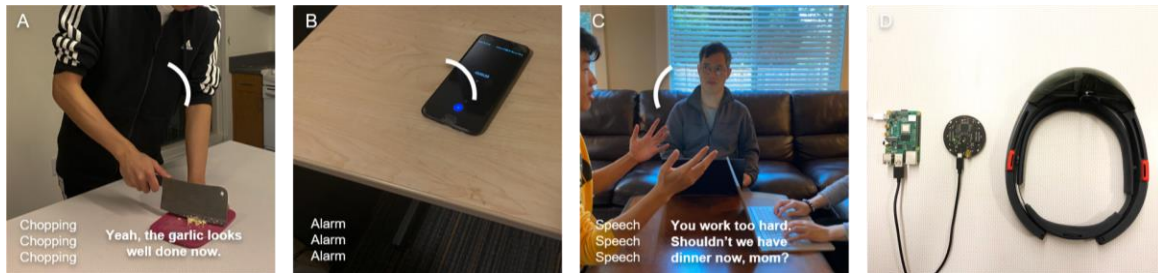 A
Chopping
Chopping
Chopping
Yeah, the garlic looks
well done now.
B
Alarm
Alarm
Alarm
C
Speech
Speech
Speech
You work too hard.
Shouldn't we have
dinner now, mom?
D